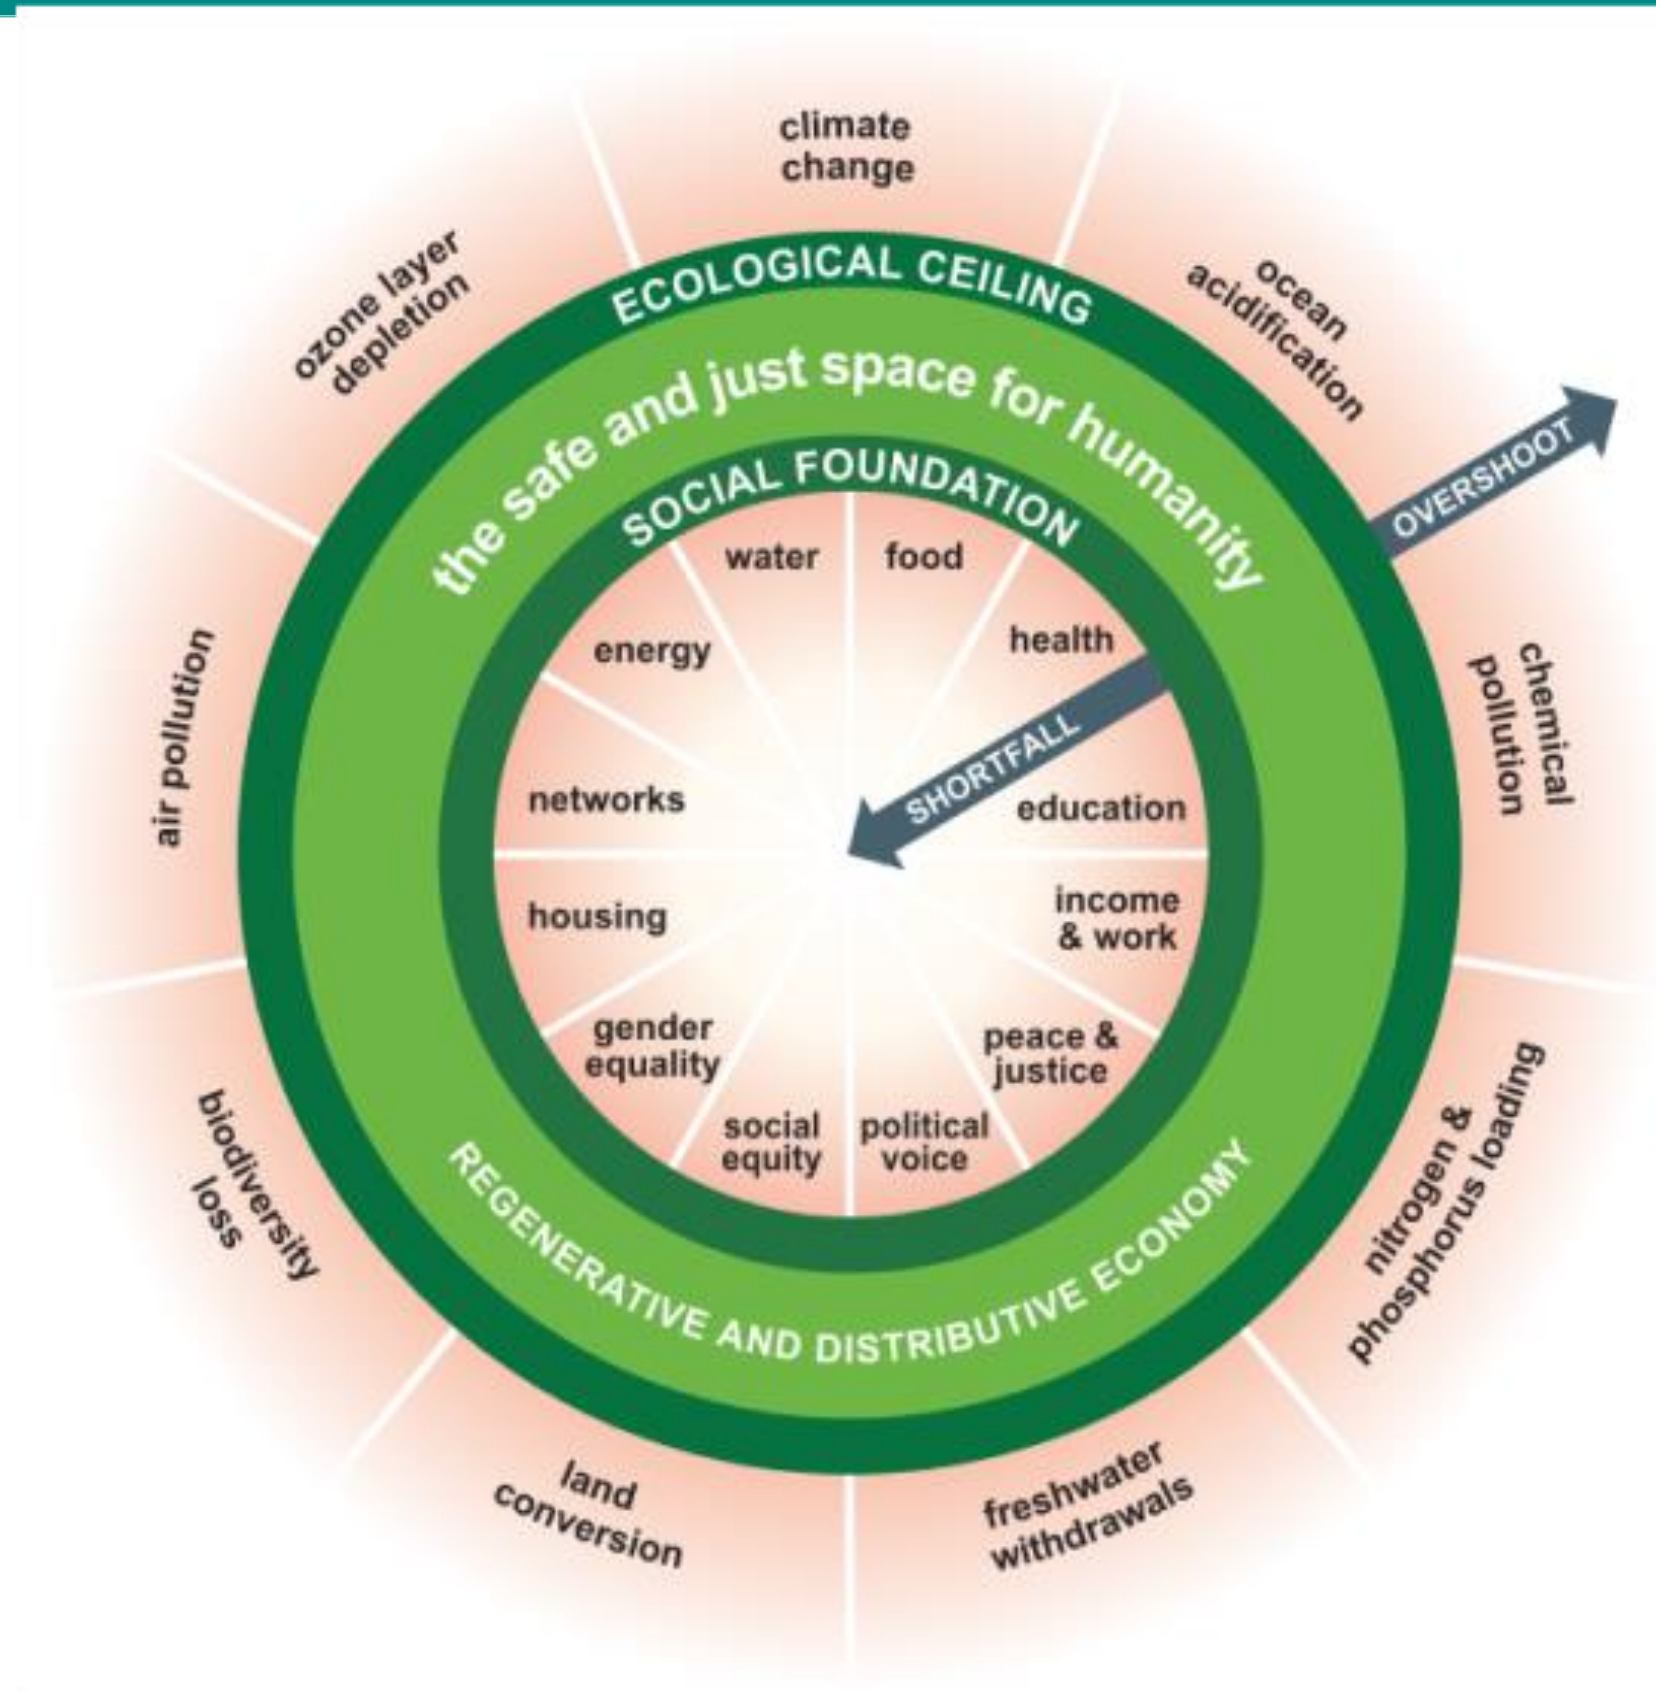 climate
change
ocean
acidification
ozone layer
depletion
ECOLOGICAL CEILING
the safe and just space for humanity
OVERSHOOT
SOCIAL FOUNDATION
water
food
energy
health
air pollution
chemical
pollution
SHORTFALL
networks
education
housing
income
& work
gender
equality
peace &
justice
social
equity
political
voice
biodiversity
loss
nitrogen &
phosphorus loading
REGENERATIVE AND DISTRIBUTIVE ECONOMY
land
conversion
freshwater
withdrawals